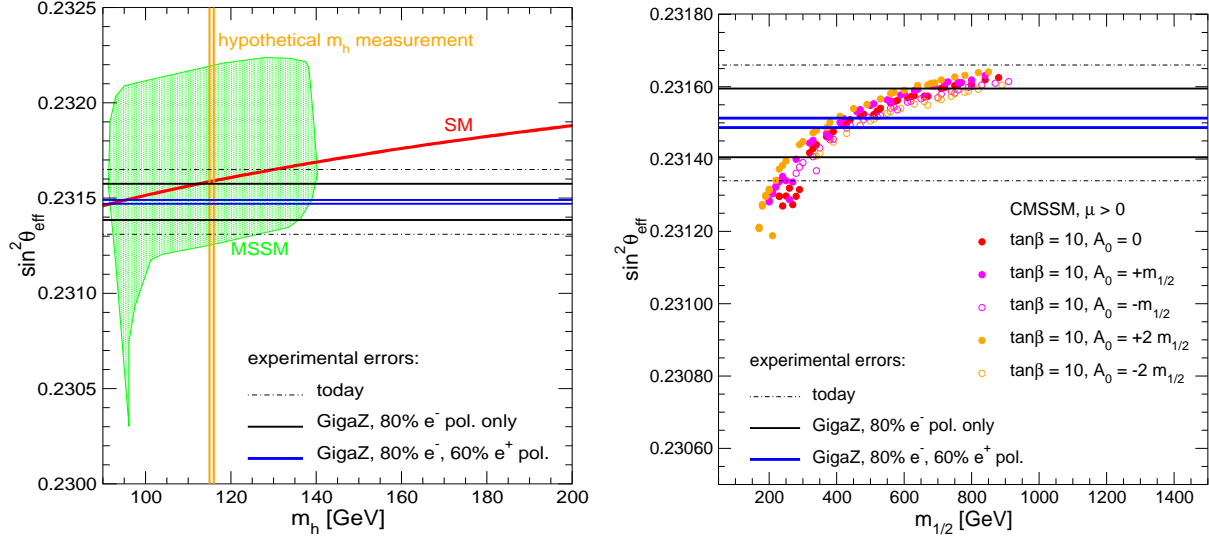 0.2325
0.2320
0.2315
0.2310
0.2305
0.2300
sin²θ_eff
hypothetical m_h measurement
SM
MSSM
experimental errors:
today
GigaZ, 80% e⁻ pol. only
GigaZ, 80% e⁻, 60% e⁺ pol.
100 120 140 160 180 200
m_h [GeV]
0.23180
0.23160
0.23140
0.23120
0.23100
0.23080
0.23060
sin²θ_eff
CMSSM, μ > 0
tanβ = 10, A₀ = 0
tanβ = 10, A₀ = +m_1/2
tanβ = 10, A₀ = -m_1/2
tanβ = 10, A₀ = +2 m_1/2
tanβ = 10, A₀ = -2 m_1/2
experimental errors:
today
GigaZ, 80% e⁻ pol. only
GigaZ, 80% e⁻, 60% e⁺ pol.
200 400 600 800 1000 1200 1400
m_1/2 [GeV]